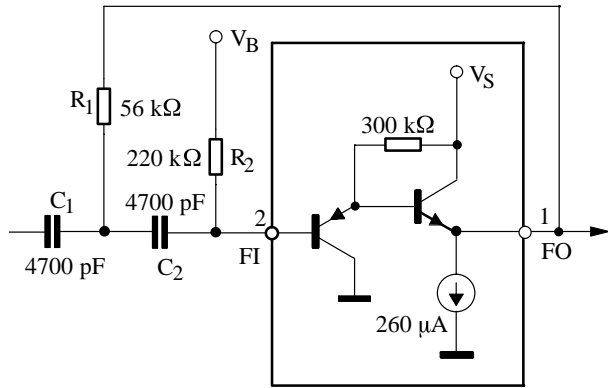 V_B
V_S
R_1
56 kΩ
300 kΩ
220 kΩ
R_2
C_1
4700 pF
2
1
4700 pF
C_2
FI
FO
260 µA